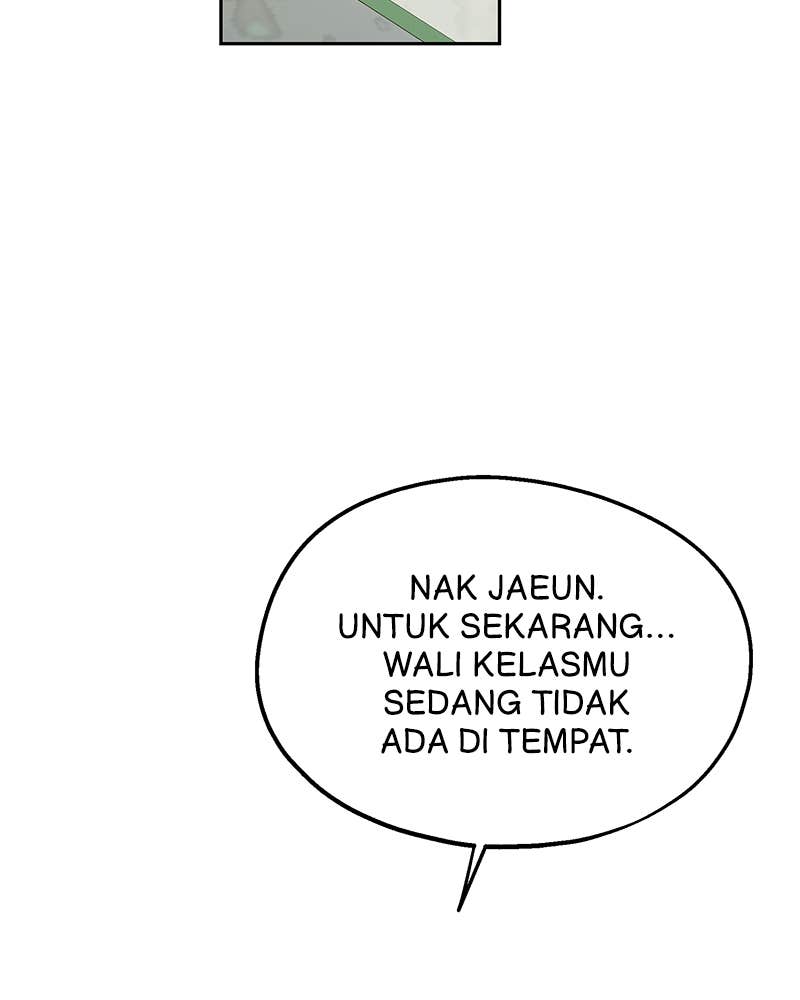 NAK JAEUN.
UNTUK SEKARANG...
WALI KELASMU
SEDANG TIDAK
ADA DI TEMPAT.